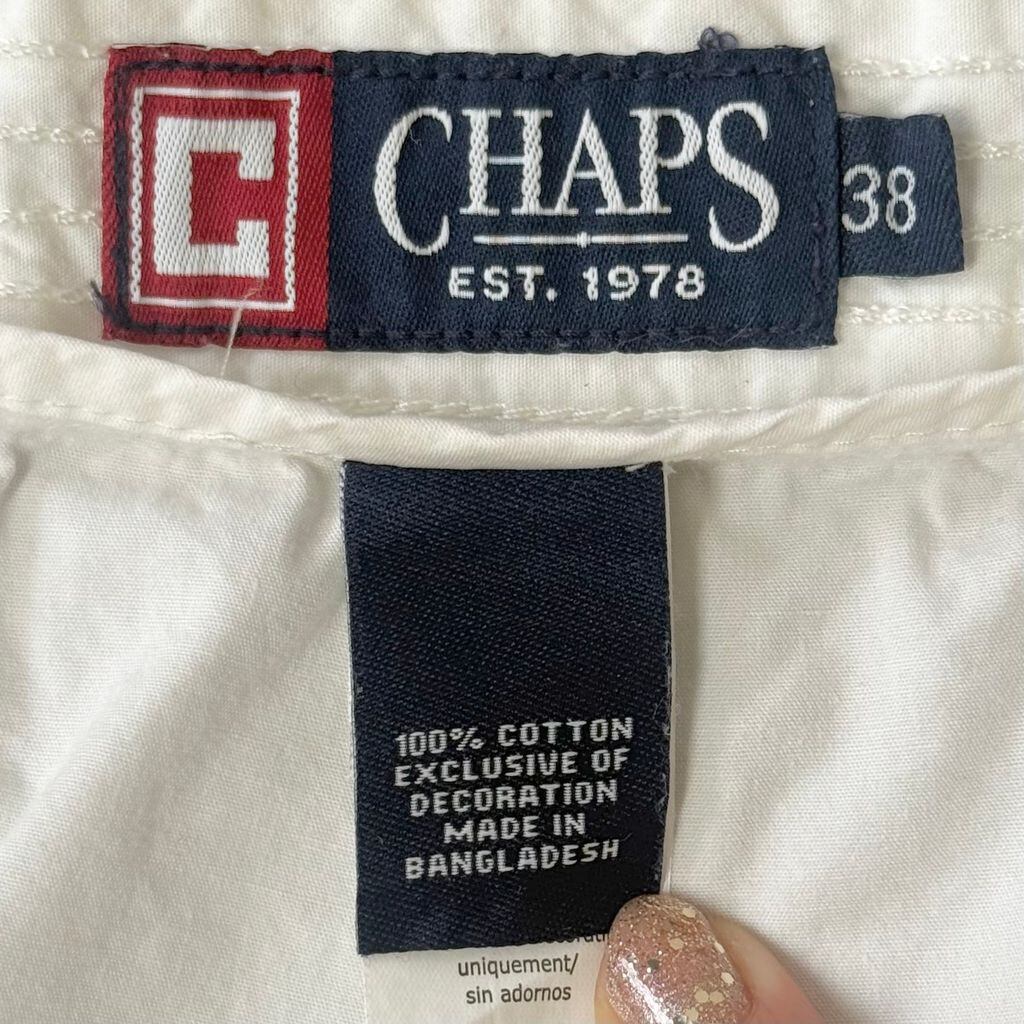 C
CHAPS
38
EST. 1978
100% COTTON
EXCLUSIVE OF
DECORATION
MADE IN
BANGLADESH
uniquement/
sin adornos